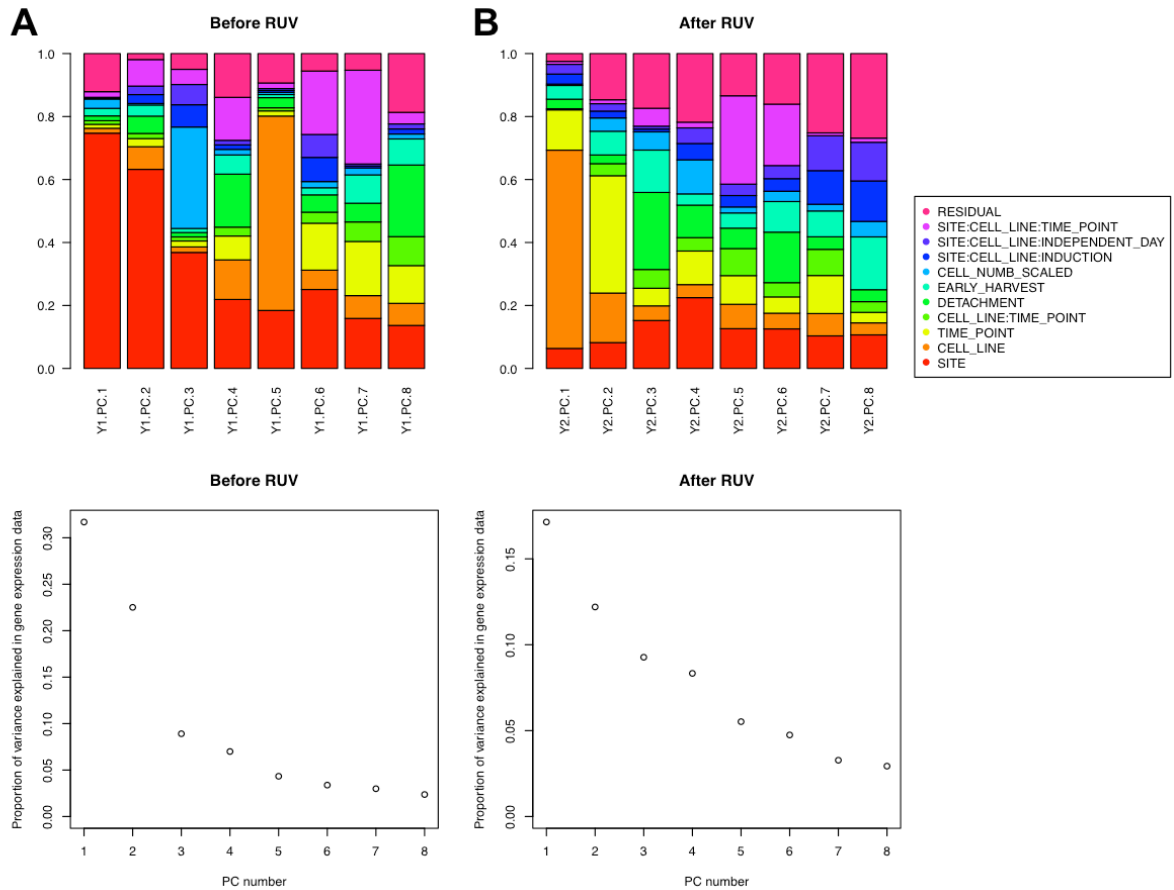 A
Before RUV
1.0
0.8
0.6
0.4
0.2
0.0
Y1.PC.1
Y1.PC.2
Y1.PC.3
Y1.PC.4
Y1.PC.5
Y1.PC.6
Y1.PC.7
Y1.PC.8
B
After RUV
1.0
0.8
0.6
0.4
0.2
0.0
Y2.PC.1
Y2.PC.2
Y2.PC.3
Y2.PC.4
Y2.PC.5
Y2.PC.6
Y2.PC.7
Y2.PC.8
RESIDUAL
SITE:CELL_LINE:TIME_POINT
SITE:CELL_LINE:INDEPENDENT_DAY
SITE:CELL_LINE:INDUCTION
CELL_NUMB_SCALED
EARLY_HARVEST
DETACHMENT
CELL_LINE:TIME_POINT
TIME_POINT
CELL_LINE
SITE
Before RUV
Proportion of variance explained in gene expression data
0.30
0.25
0.20
0.15
0.10
0.05
0.00
1 2 3 4 5 6 7 8
PC number
After RUV
Proportion of variance explained in gene expression data
0.15
0.10
0.05
0.00
1 2 3 4 5 6 7 8
PC number